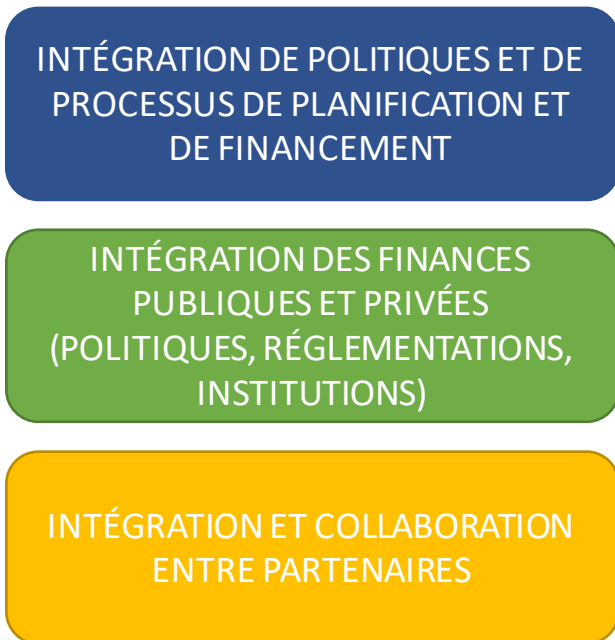 INTÉGRATION DE POLITIQUES ET DE
PROCESSUS DE PLANIFICATION ET
DE FINANCEMENT
INTÉGRATION DES FINANCES
PUBLIQUES ET PRIVÉES
(POLITIQUES, RÉGLEMENTATIONS,
INSTITUTIONS)
INTÉGRATION ET COLLABORATION
ENTRE PARTENAIRES